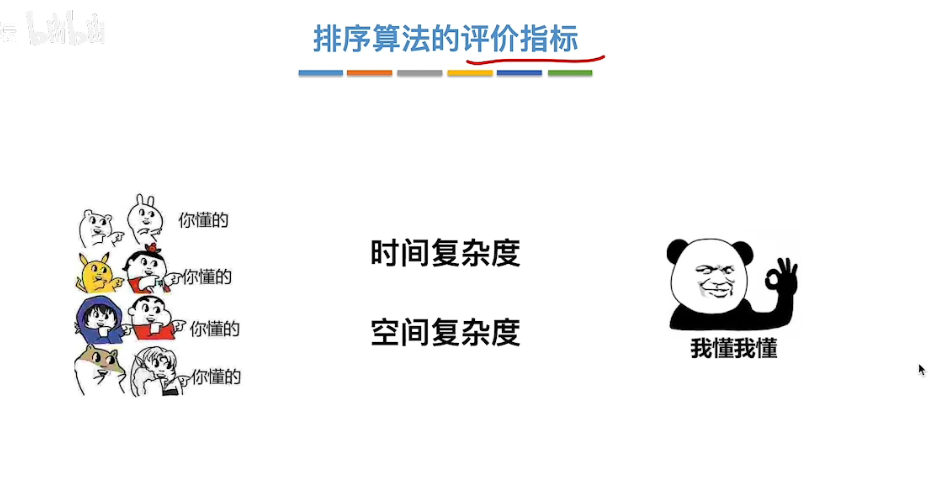 排序算法的评价指标
你懂的
你懂的
你懂的
你懂的
时间复杂度
空间复杂度
我懂我懂